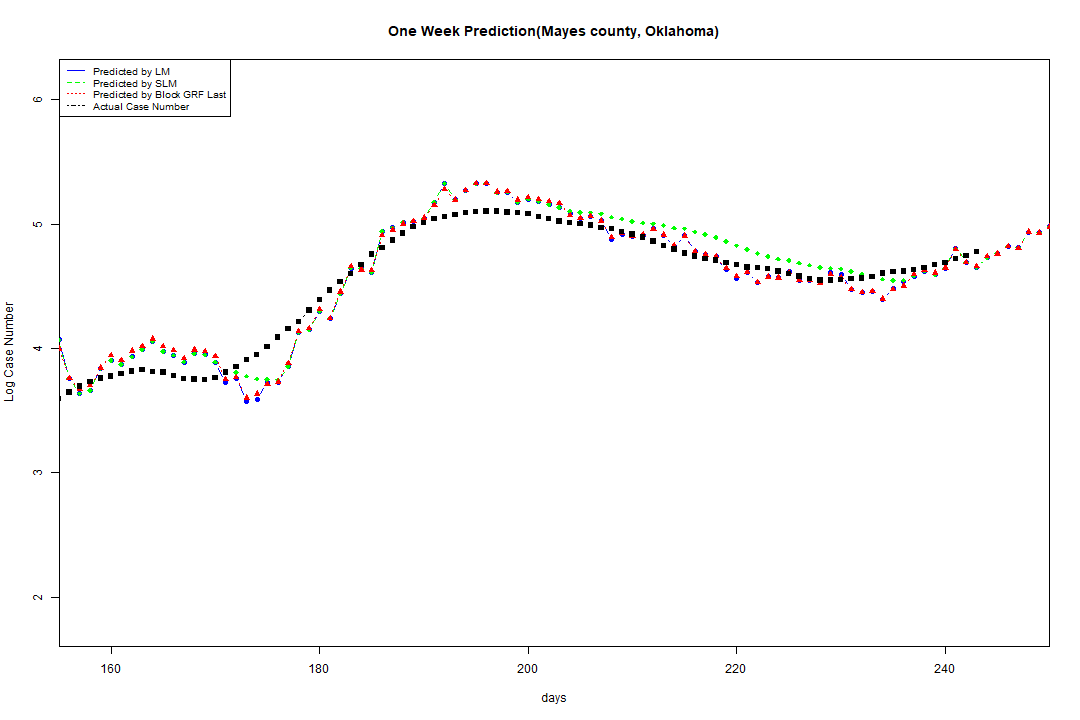 One Week Prediction(Mayes county, Oklahoma)
Predicted by LM
Predicted by SLM
Predicted by Block GRF Last
Actual Case Number
6
5
4
3
2
Log Case Number
160 180 200 220 240
days